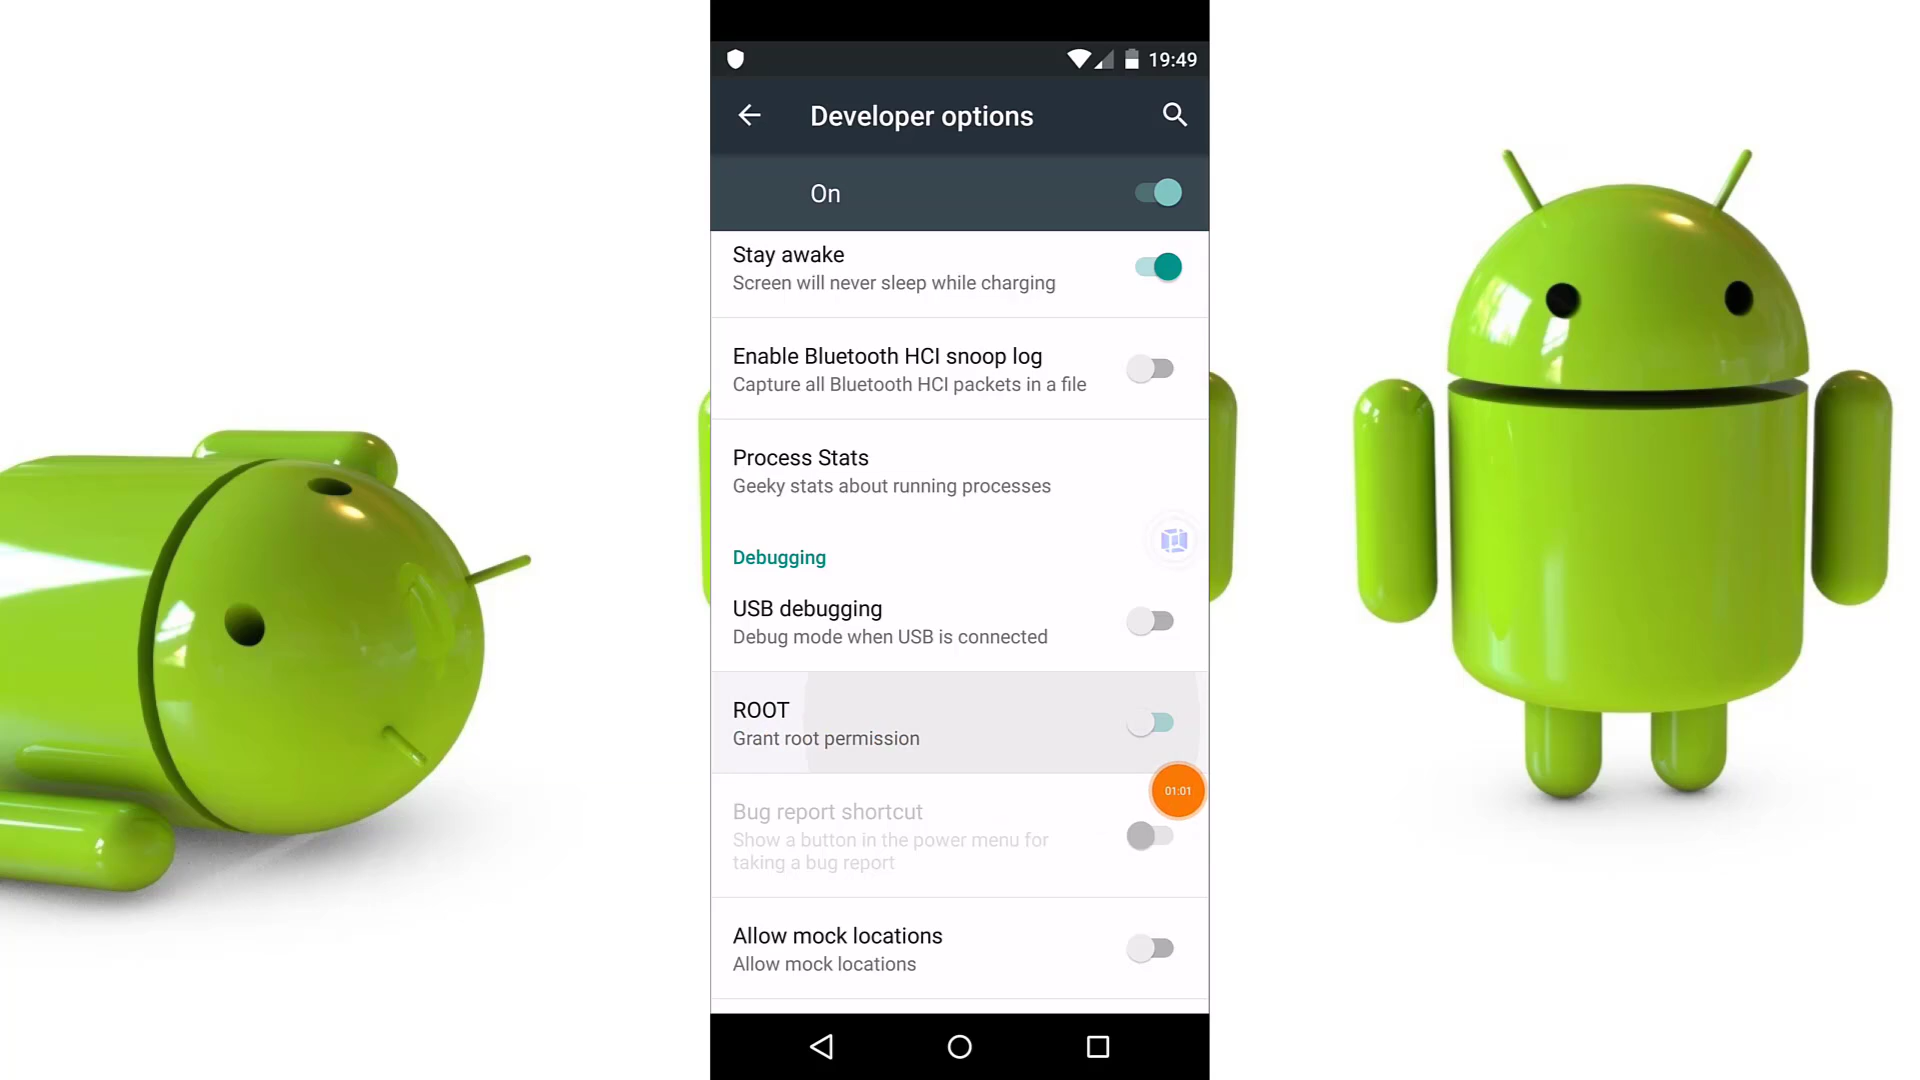 19:49
Developer options
On
Stay awake
Screen will never sleep while charging
Enable Bluetooth HCI snoop log
Capture all Bluetooth HCI packets in a file
Process Stats
Geeky stats about running processes
Debugging
USB debugging
Debug mode when USB is connected
ROOT
Grant root permission
01:01
Bug report shortcut
Show a button in the power menu for
taking a bug report
Allow mock locations
Allow mock locations